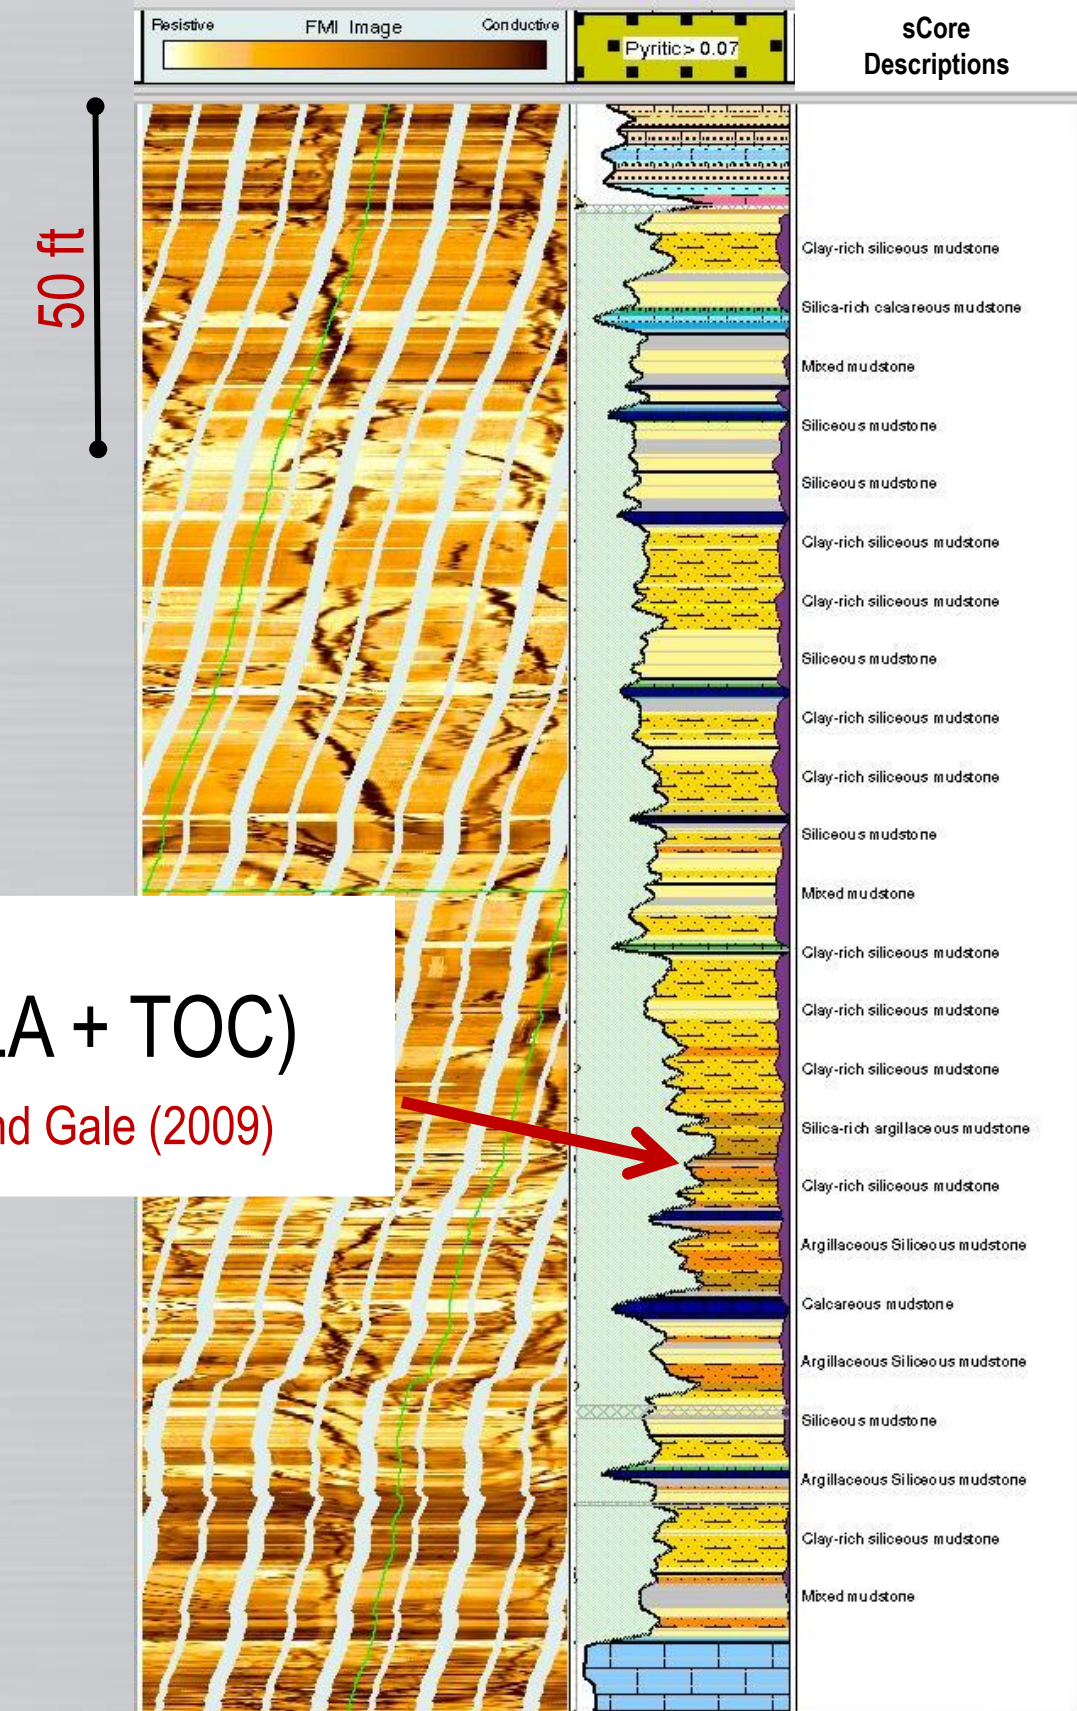 Resistive FMI Image Conductive
Pyritic > 0.07
sCore
Descriptions
50 ft
Clay-rich siliceous mudstone
Silica-rich calcareous mudstone
Mixed mudstone
Siliceous mudstone
Siliceous mudstone
Clay-rich siliceous mudstone
Clay-rich siliceous mudstone
Siliceous mudstone
Clay-rich siliceous mudstone
Clay-rich siliceous mudstone
Siliceous mudstone
Mixed mudstone
Clay-rich siliceous mudstone
Clay-rich siliceous mudstone
Clay-rich siliceous mudstone
Silica-rich argillaceous mudstone
Clay-rich siliceous mudstone
Argillaceous Siliceous mudstone
Calcareous mudstone
Argillaceous Siliceous mudstone
Siliceous mudstone
Argillaceous Siliceous mudstone
Clay-rich siliceous mudstone
Mixed mudstone
A + TOC)
Gale (2009)